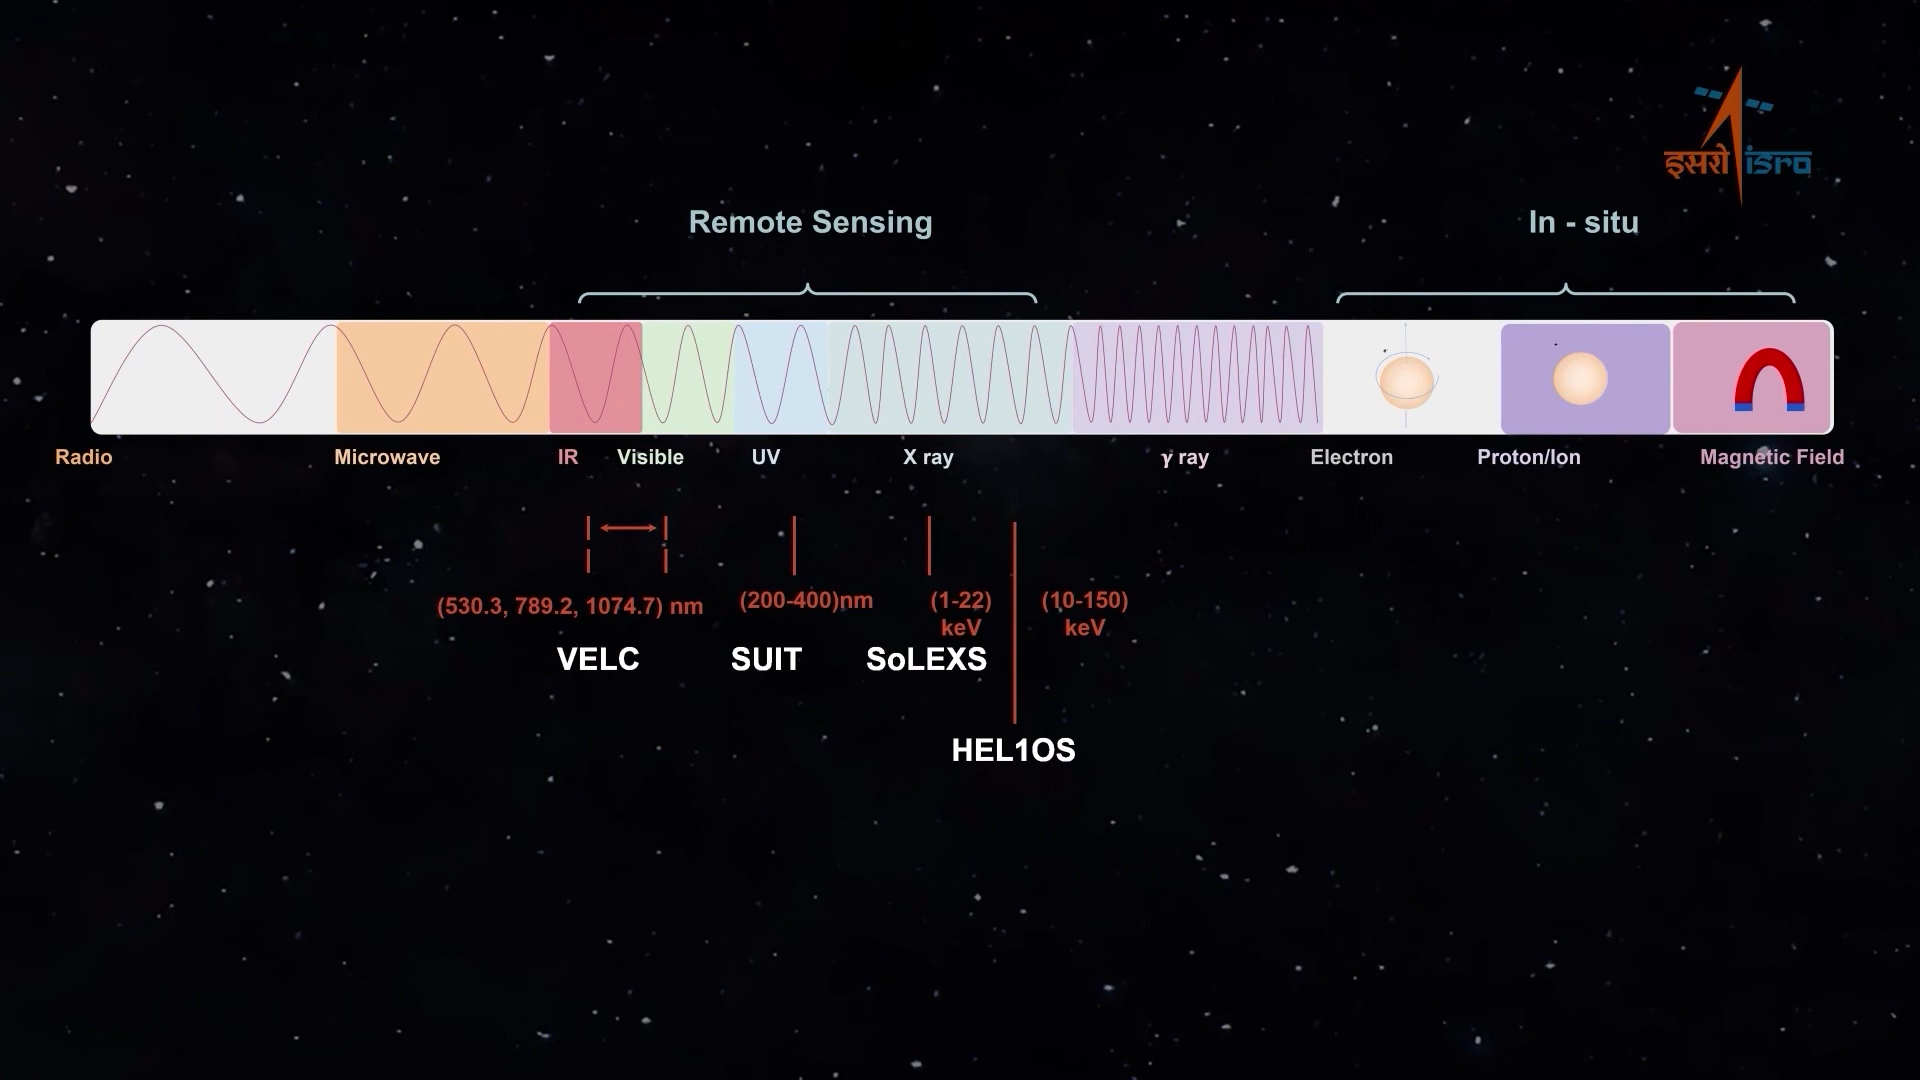 इसरो isro
Remote Sensing
In - situ
Radio
Microwave
IR
Visible
UV
X ray
γ ray
Electron
Proton/Ion
Magnetic Field
(530.3, 789.2, 1074.7) nm
VELC
(200-400)nm
SUIT
(1-22)
keV
SoLEXS
(10-150)
keV
HEL1OS